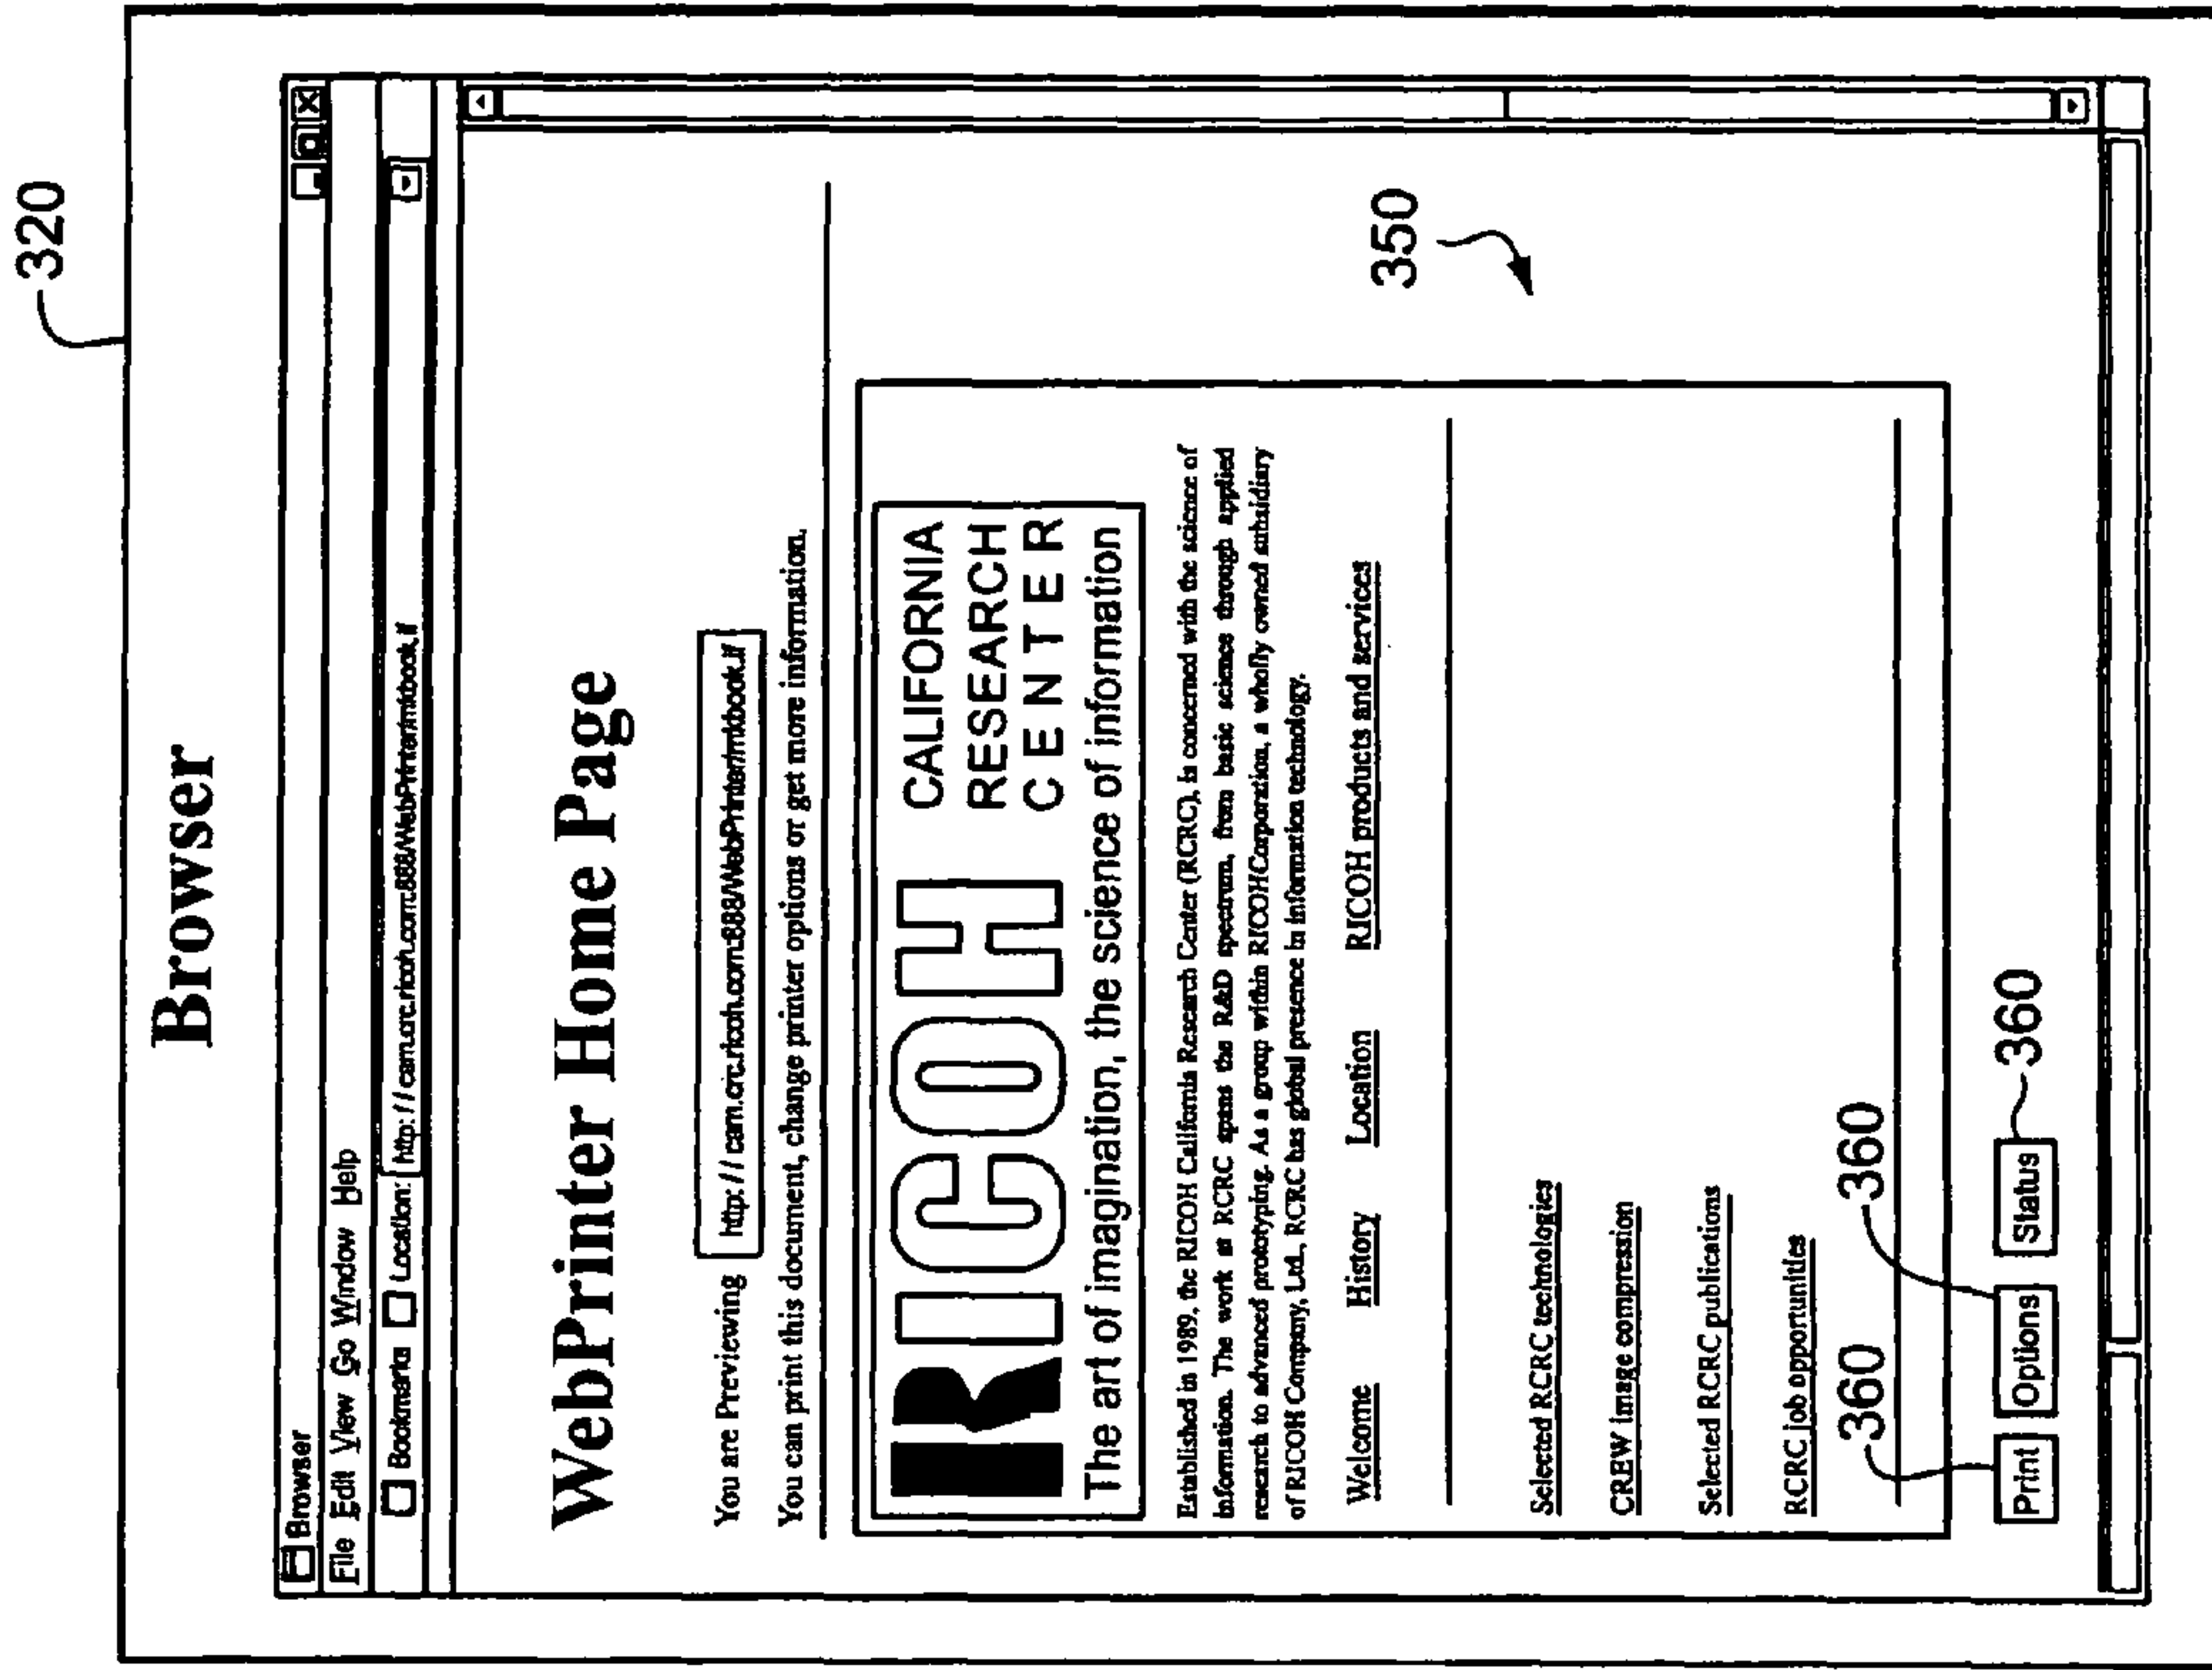 320
Browser
Browser
File Edit View Go Window Help
Bookmarks Location: http://cam.crc.ricoh.com:888/WebPrinter/mkbook.if
WebPrinter Home Page
You are Previewing http://cam.crc.ricoh.com:888/WebPrinter/mkbook.if
You can print this document, change printer options or get more information.
RICOH CALIFORNIA
RESEARCH
CENTER
The art of imagination, the science of information
Established in 1989, the RICOH California Research Center (RCRC), is concerned with the science of
information. The work at RCRC spans the R&D spectrum, from basic science through applied
research to advanced prototyping. As a group within RICOHCorporation, a wholly owned subsidiary
of RICOH Company, Ltd., RCRC has global presence in information technology.
Welcome History Location RICOH products and services
350
Selected RCRC technologies
CREW image compression
Selected RCRC publications
RCRC job opportunities
360 360 360
Print Options Status